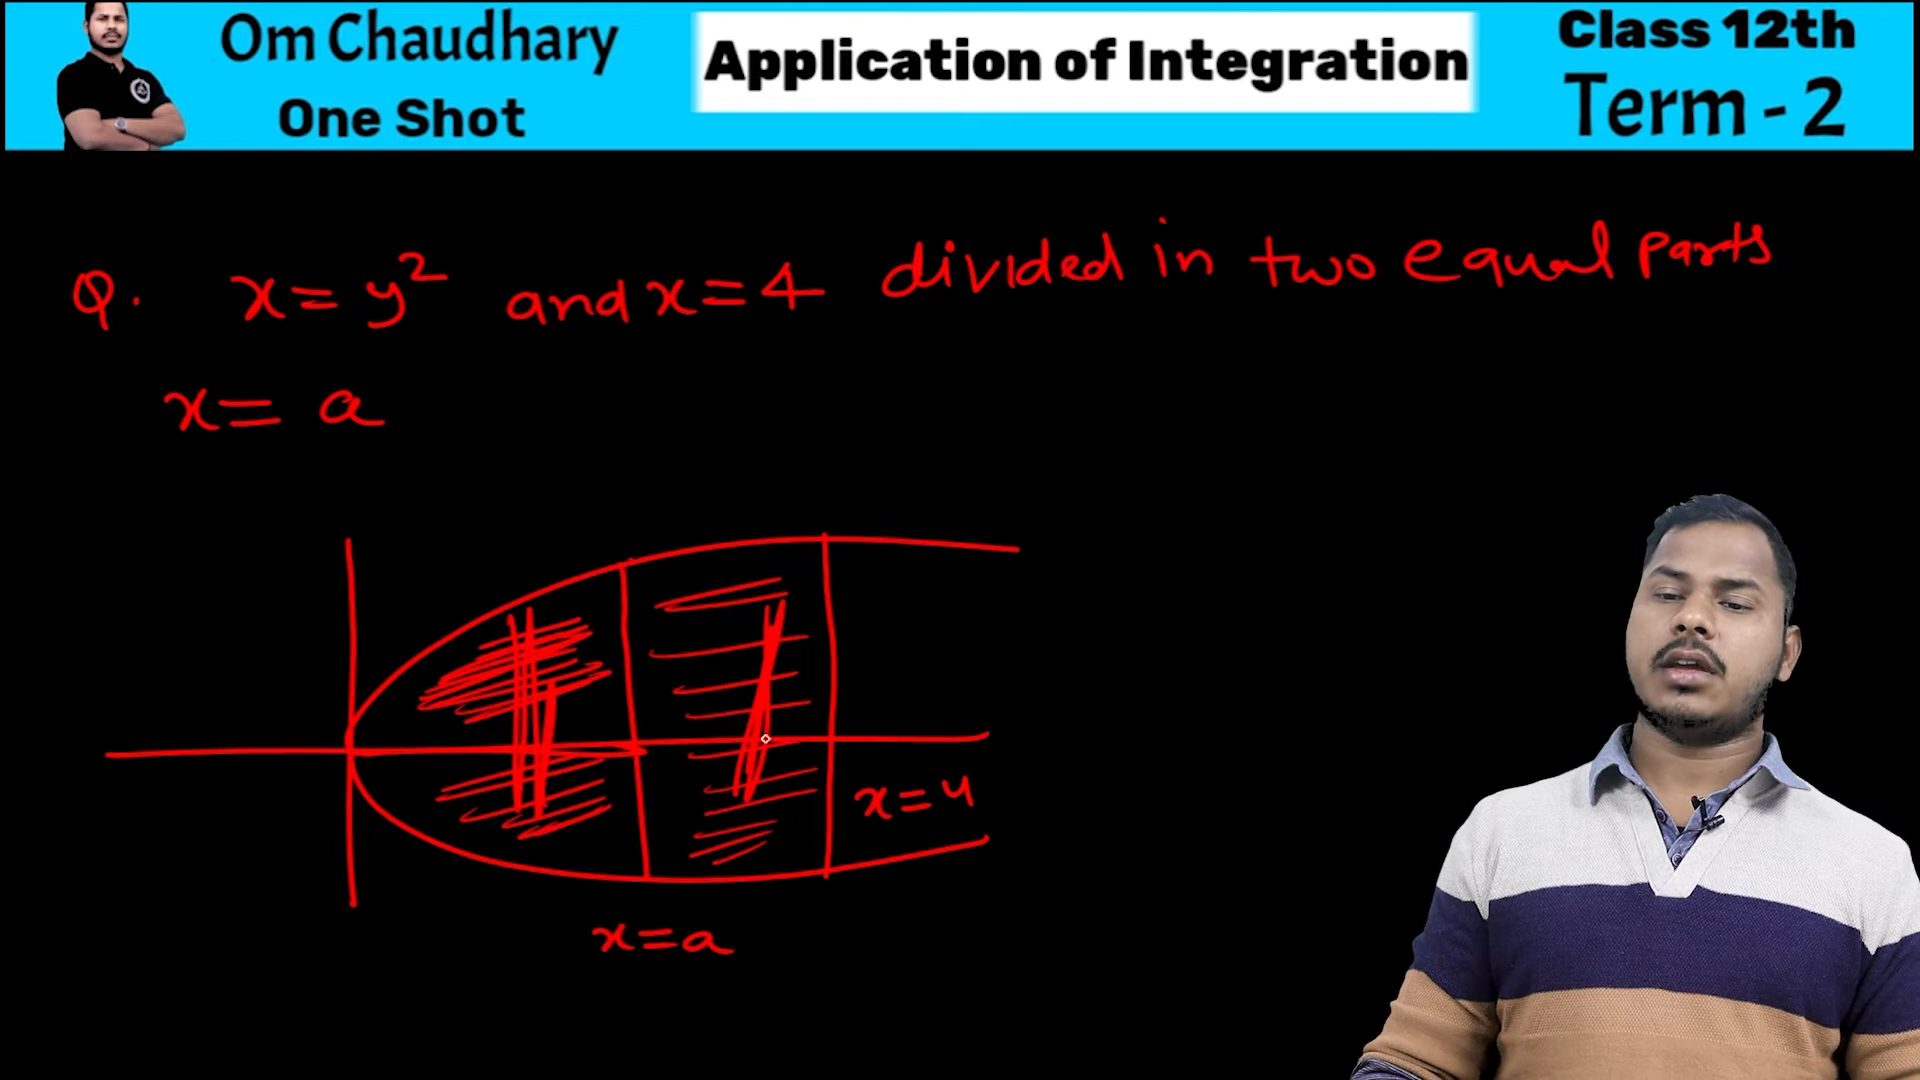 Om Chaudhary
One Shot
Application of Integration
Class 12th
Term - 2
Q. x = y² and x = 4 divided in two equal parts
x = a
x = 4
x = a